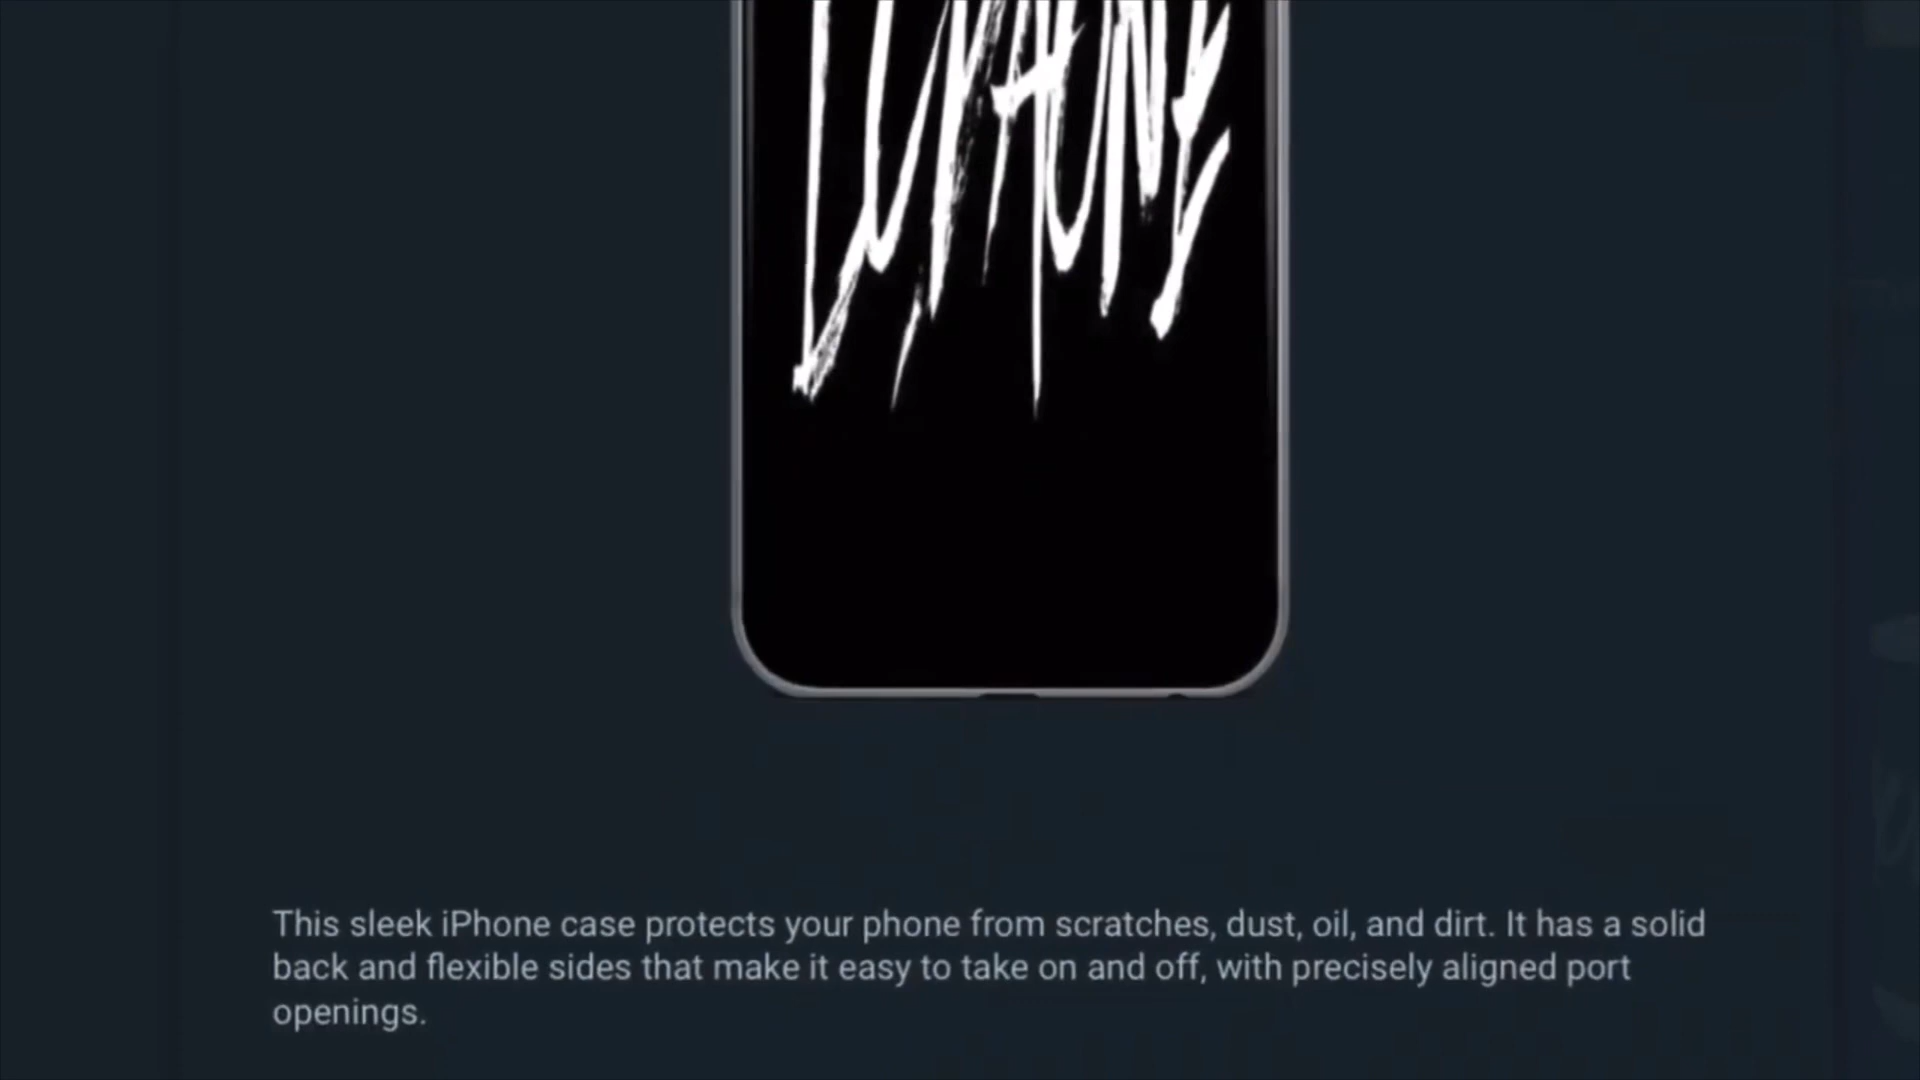 This sleek iPhone case protects your phone from scratches, dust, oil, and dirt. It has a solid
back and flexible sides that make it easy to take on and off, with precisely aligned port
openings.